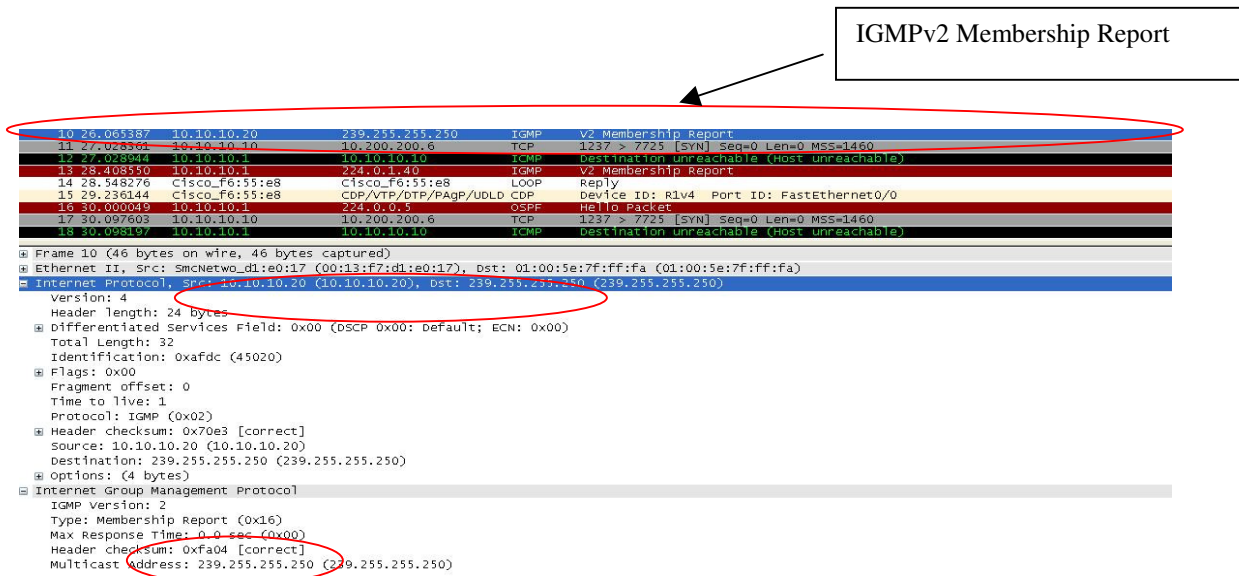 IGMPv2 Membership Report
10 26.065387 10.10.10.20 239.255.255.250 IGMP V2 Membership Report
11 27.028361 10.10.10.10 10.200.200.6 TCP 1237 > 7725 [SYN] Seq=0 Len=0 MSS=1460
12 27.028944 10.10.10.1 10.10.10.10 ICMP Destination unreachable (Host unreachable)
13 28.408550 10.10.10.1 224.0.1.40 IGMP V2 Membership Report
14 28.548276 Cisco_f6:55:e8 Cisco_f6:55:e8 LOOP Reply
15 29.236144 Cisco_f6:55:e8 CDP/VTP/DTP/PAgP/UDLD CDP Device ID: R1v4 Port ID: FastEthernet0/0
16 30.000049 10.10.10.1 224.0.0.5 OSPF Hello Packet
17 30.097603 10.10.10.10 10.200.200.6 TCP 1237 > 7725 [SYN] Seq=0 Len=0 MSS=1460
18 30.098197 10.10.10.1 10.10.10.10 ICMP Destination unreachable (Host unreachable)
Frame 10 (46 bytes on wire, 46 bytes captured)
Ethernet II, Src: SmcNetwo_d1:e0:17 (00:13:f7:d1:e0:17), Dst: 01:00:5e:7f:ff:fa (01:00:5e:7f:ff:fa)
Internet Protocol, Src: 10.10.10.20 (10.10.10.20), Dst: 239.255.255.250 (239.255.255.250)
Version: 4
Header length: 24 bytes
Differentiated Services Field: 0x00 (DSCP 0x00: Default; ECN: 0x00)
Total Length: 32
Identification: 0xafdc (45020)
Flags: 0x00
Fragment offset: 0
Time to live: 1
Protocol: IGMP (0x02)
Header checksum: 0x70e3 [correct]
Source: 10.10.10.20 (10.10.10.20)
Destination: 239.255.255.250 (239.255.255.250)
Options: (4 bytes)
Internet Group Management Protocol
IGMP Version: 2
Type: Membership Report (0x16)
Max Response Time: 0.0 sec (0x00)
Header checksum: 0xfa04 [correct]
Multicast Address: 239.255.255.250 (239.255.255.250)